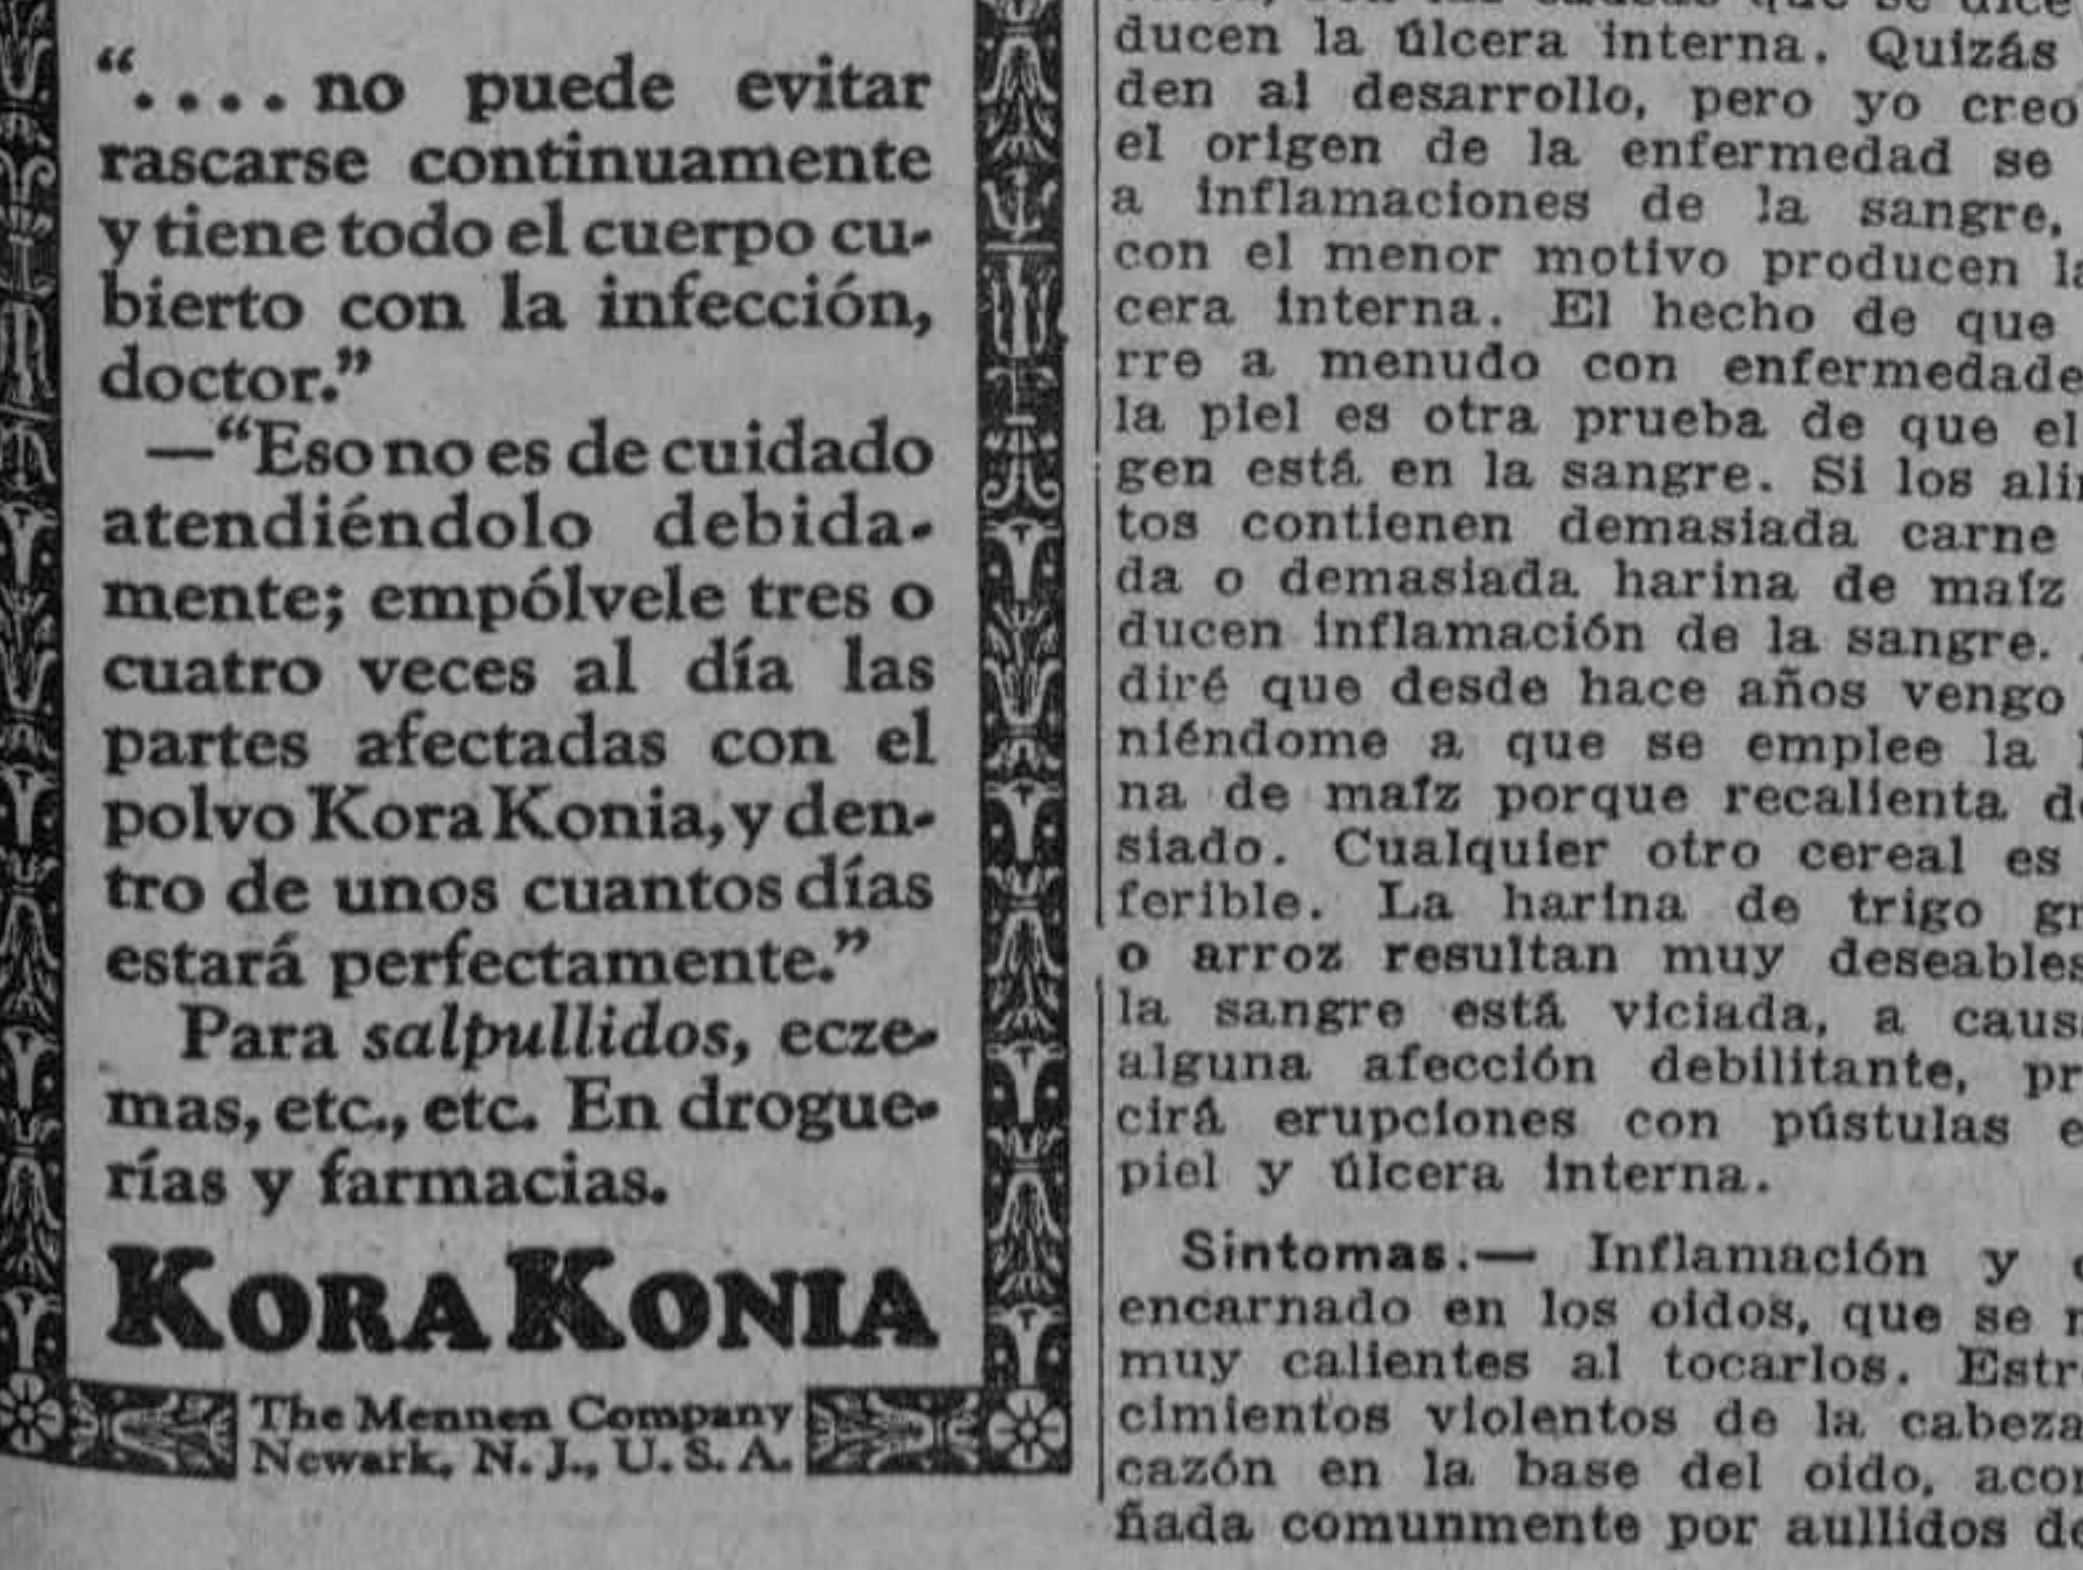 “.... no puede evitar
rascarse continuamente
y tiene todo el cuerpo cu-
bierto con la infección,
doctor.”
—“Eso no es de cuidado
atendiéndolo debida-
mente; empólvele tres o
cuatro veces al día las
partes afectadas con el
polvo Kora Konia, y den-
tro de unos cuantos días
estará perfectamente.”
Para salpullidos, ecze-
mas, etc., etc. En drogue-
rías y farmacias.
KORA KONIA
The Mennen Company
Newark, N. J., U. S. A.
ducen la úlcera interna. Quizás
den al desarrollo, pero yo creo
el origen de la enfermedad se
a inflamaciones de la sangre,
con el menor motivo producen
cera interna. El hecho de que
rre a menudo con enfermedade
la piel es otra prueba de que el
gen está en la sangre. Si los
tos contienen demasiada carne
da o demasiada harina de maíz
ducen inflamación de la sangre.
diré que desde hace años vengo
niéndome a que se emplee la
na de maíz porque recalienta
siado. Cualquier otro cereal es
ferible. La harina de trigo
o arroz resultan muy deseables
la sangre está viciada, a
alguna afección debilitante,
cirá erupciones con pústulas
piel y úlcera interna.
Sintomas.— Inflamación y
encarnado en los oidos, que se
muy calientes al tocarlos.
cimientos violentos de la cabeza
cazón en la base del oido,
ñada comunmente por aullidos